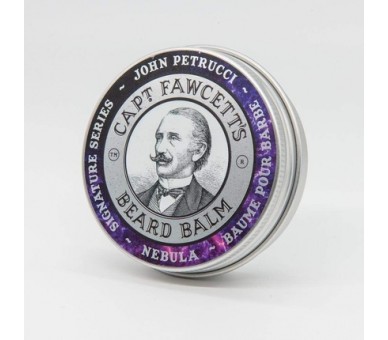 SIGNATURE SERIES ~ JOHN PETRUCCI ~
BAUME POUR BARBE ~ NEBULA ~
CAPT FAWCETT'S
TM
®
BEARD BALM